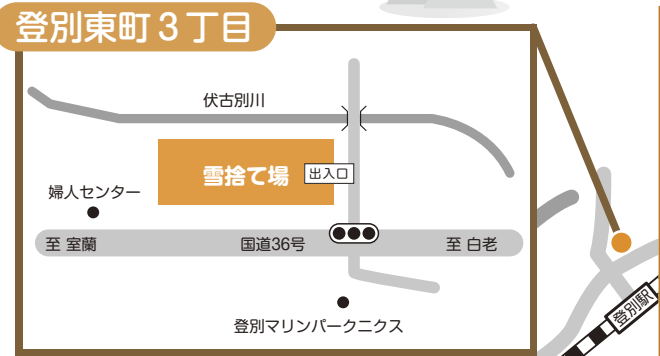 登別東町3丁目
伏古別川
雪捨て場
出入口
婦人センター
至 室蘭
国道36号
至 白老
登別マリンパークニクス
登別駅